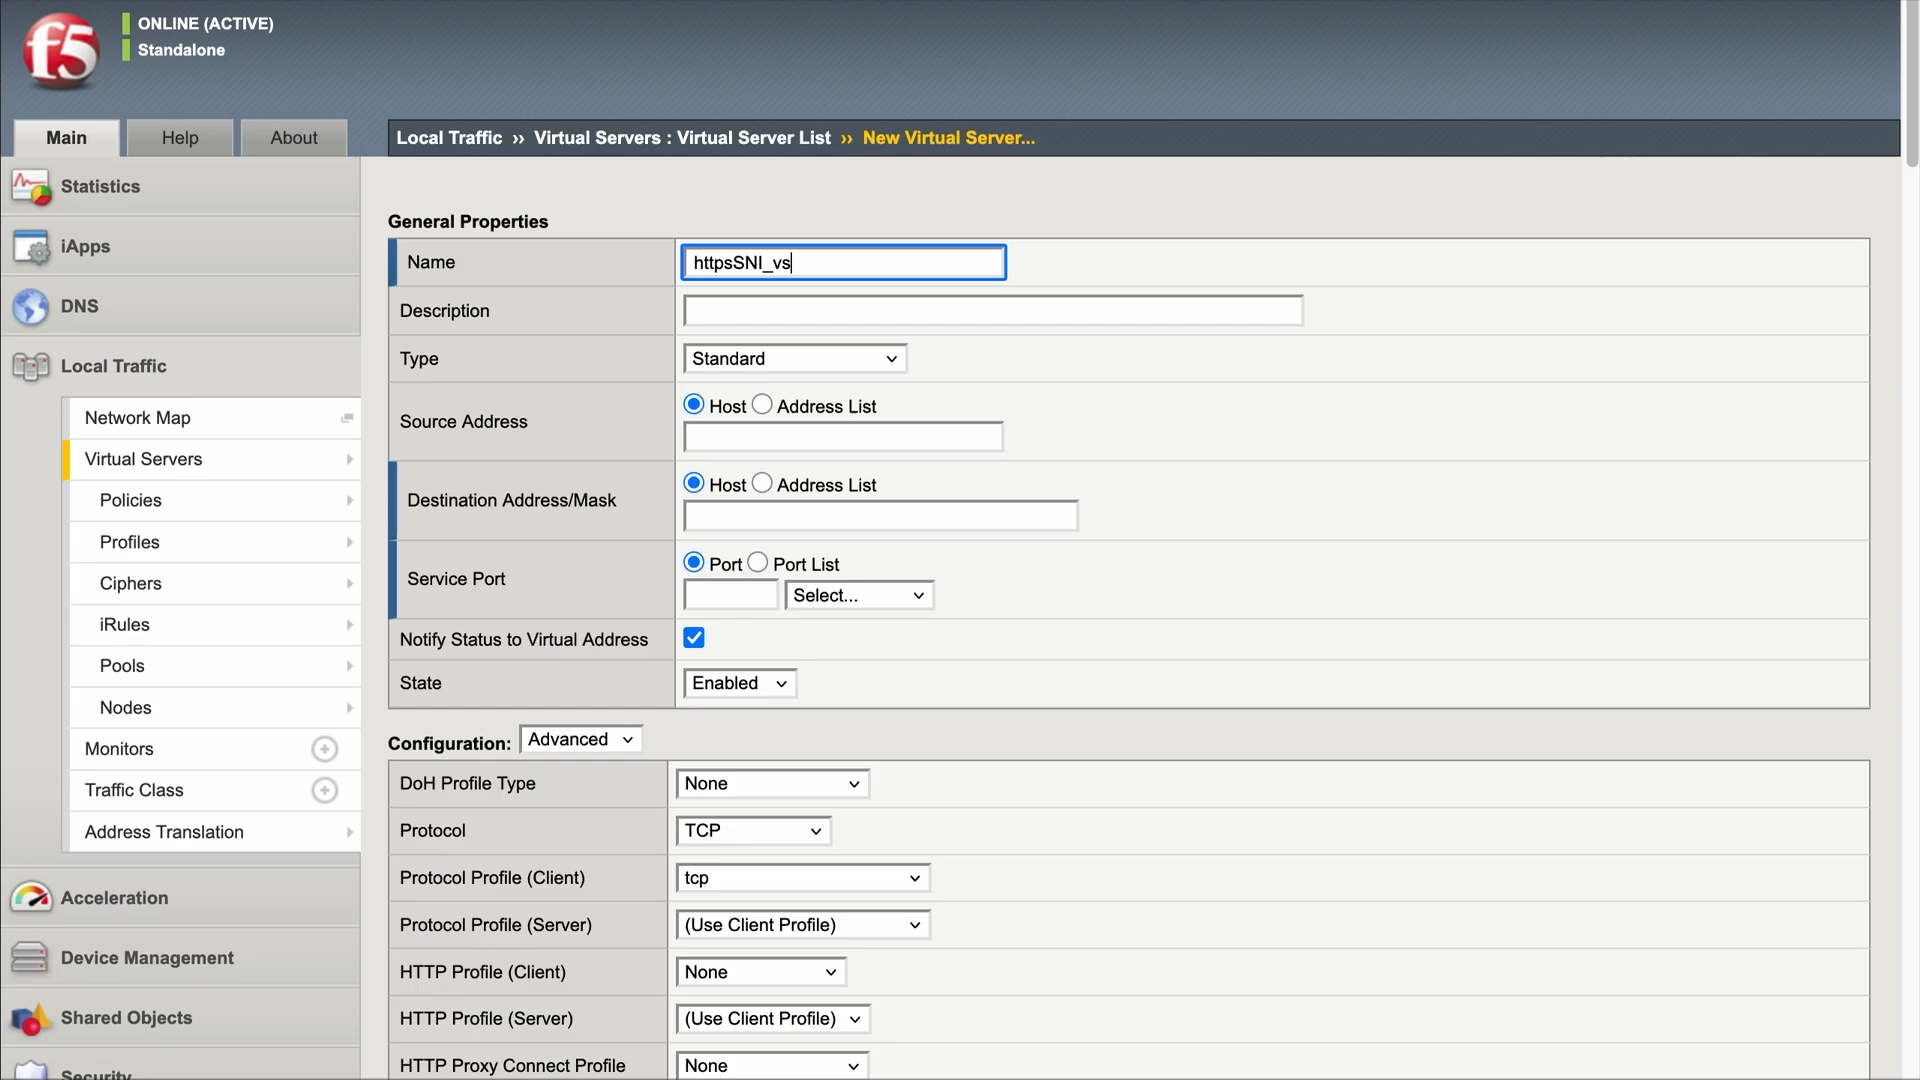 f5
ONLINE (ACTIVE)
Standalone
Main
Help
About
Local Traffic ›› Virtual Servers : Virtual Server List ›› New Virtual Server...
Statistics
iApps
DNS
Local Traffic
Network Map
Virtual Servers
Policies
Profiles
Ciphers
iRules
Pools
Nodes
Monitors
Traffic Class
Address Translation
Acceleration
Device Management
Shared Objects
Security
General Properties
Name
httpsSNI_vs
Description
Type
Standard
Source Address
Host
Address List
Destination Address/Mask
Host
Address List
Service Port
Port
Port List
Select...
Notify Status to Virtual Address
State
Enabled
Configuration: Advanced
DoH Profile Type
None
Protocol
TCP
Protocol Profile (Client)
tcp
Protocol Profile (Server)
(Use Client Profile)
HTTP Profile (Client)
None
HTTP Profile (Server)
(Use Client Profile)
HTTP Proxy Connect Profile
None